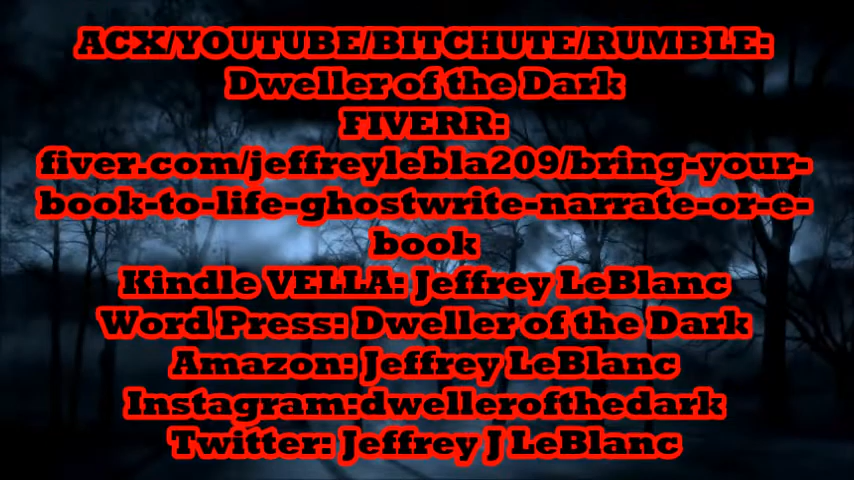 ACX/YOUTUBE/BITCHUTE/RUMBLE:
Dweller of the Dark
FIVERR:
fiver.com/jeffreylebla209/bring-your-
book-to-life-ghostwrite-narrate-or-e-
book
Kindle VELLA: Jeffrey LeBlanc
Word Press: Dweller of the Dark
Amazon: Jeffrey LeBlanc
Instagram:dwellerofthedark
Twitter: Jeffrey J LeBlanc